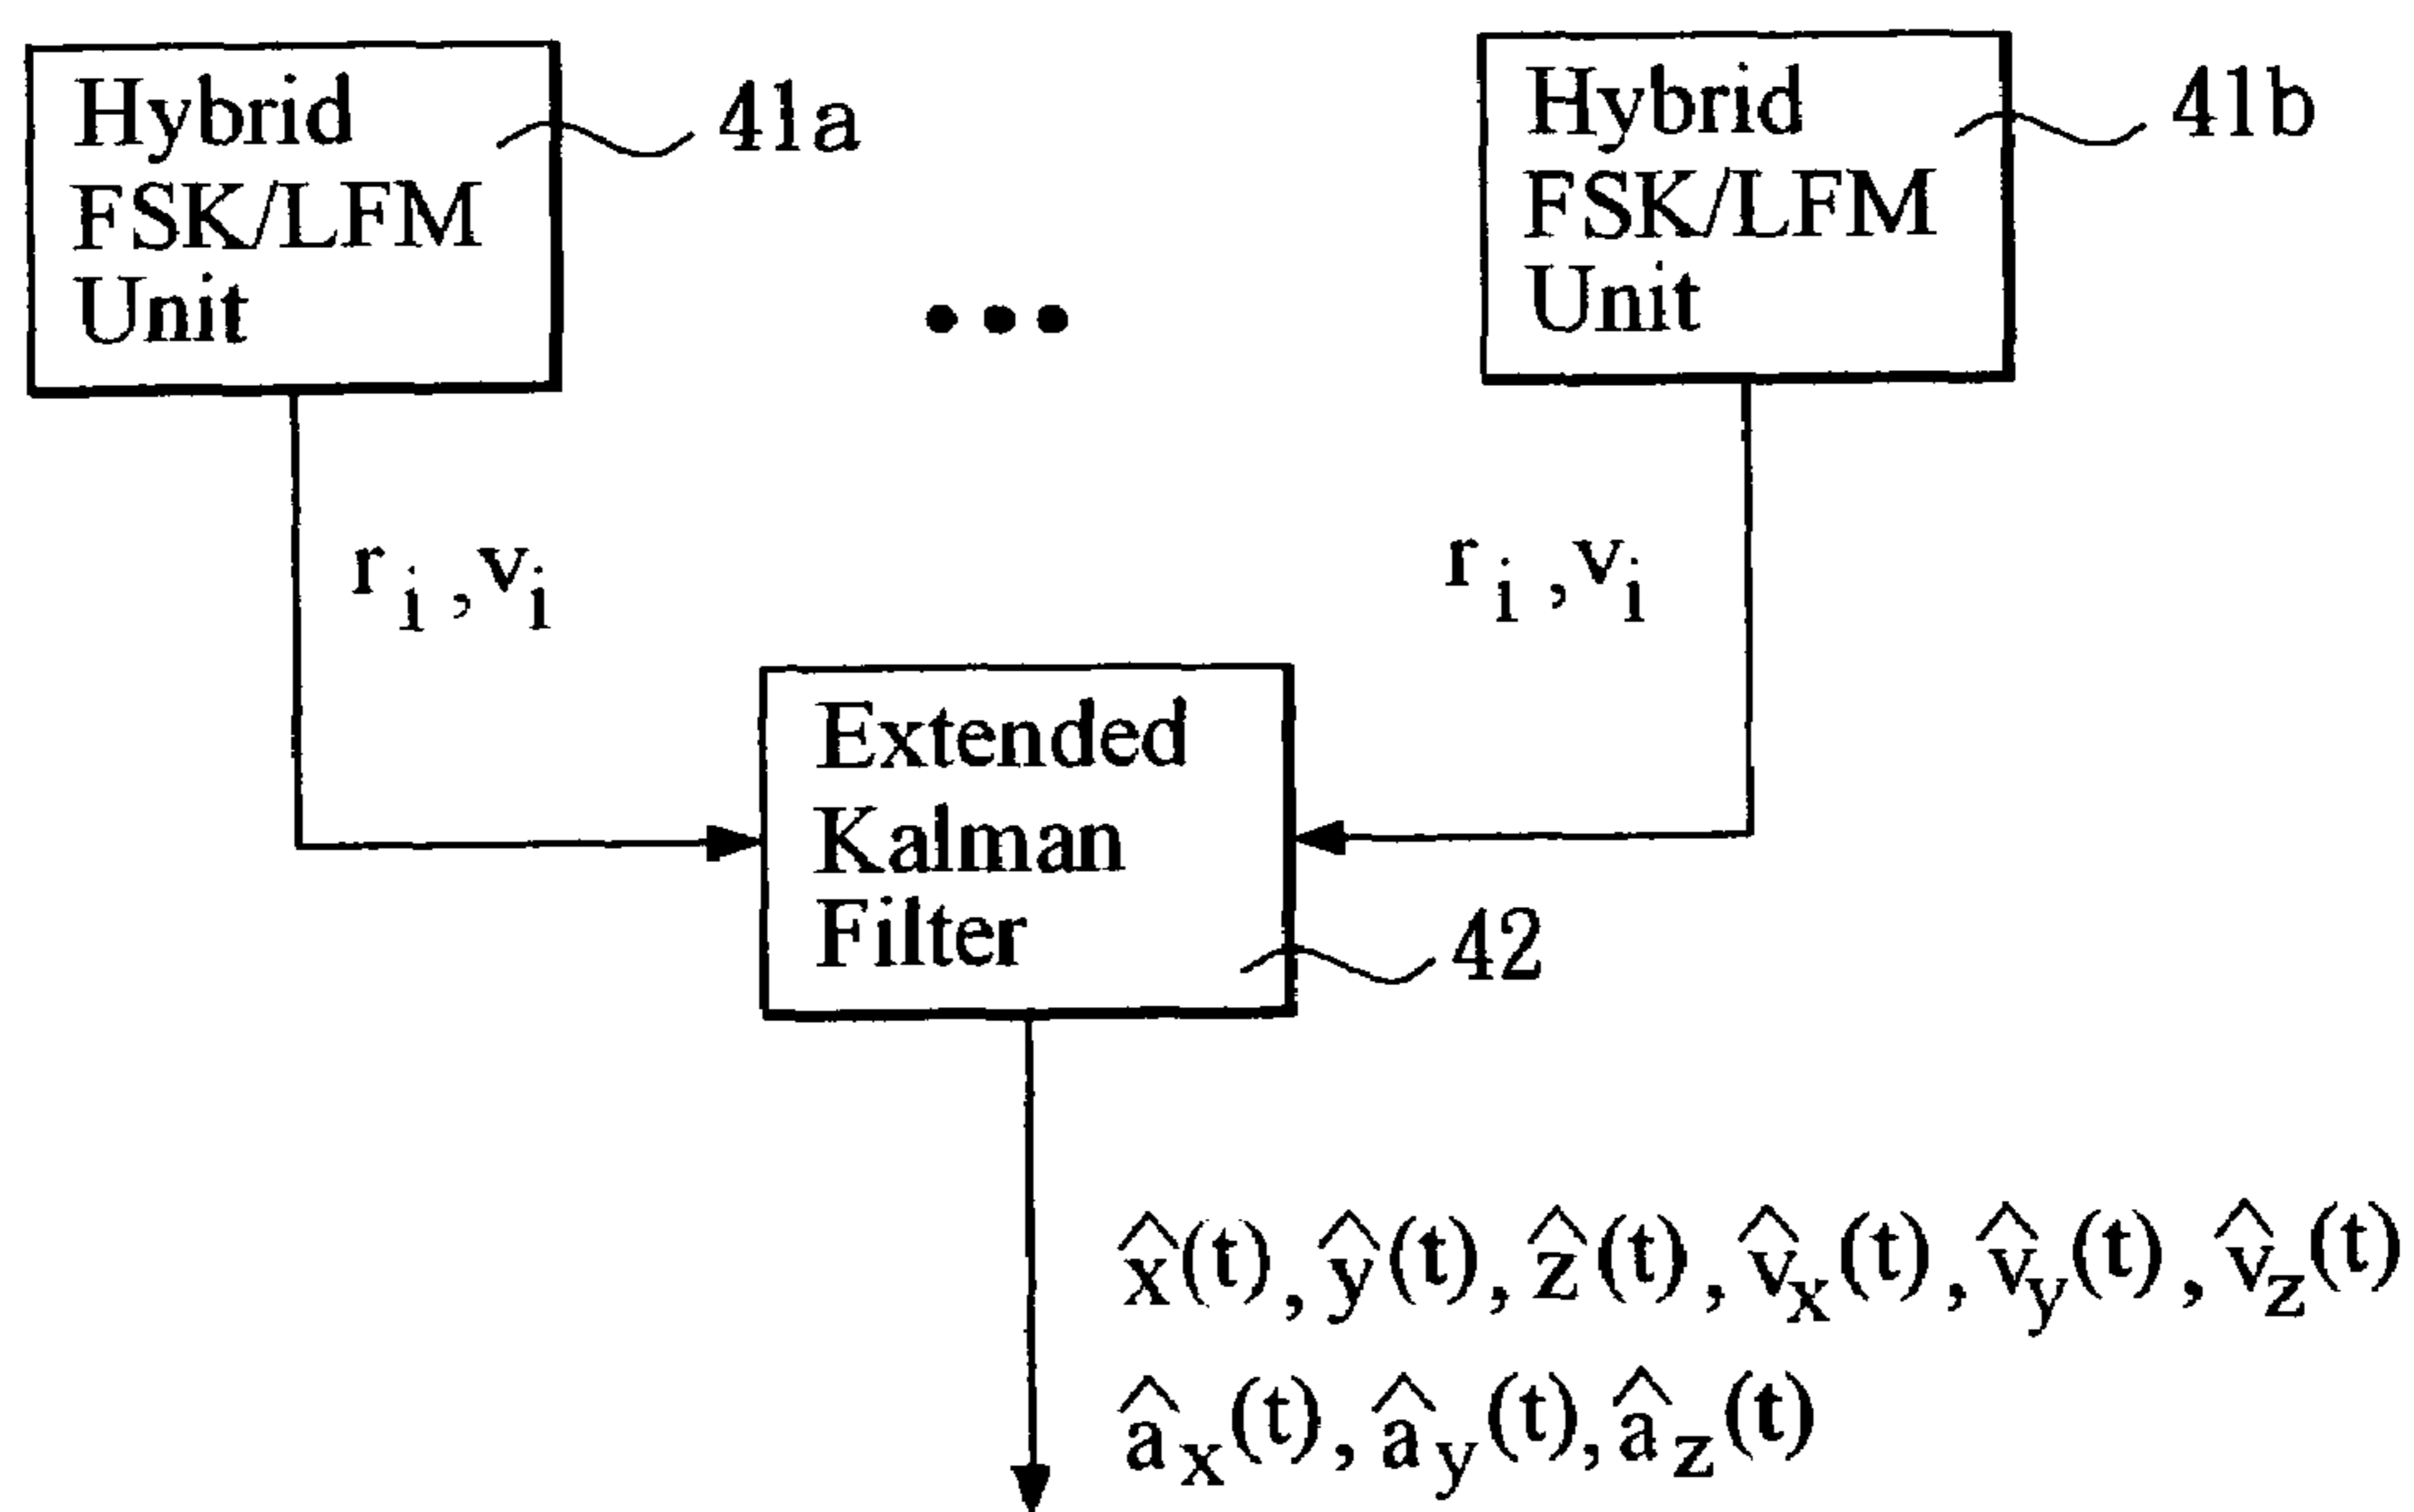 Hybrid
FSK/LFM
Unit
41a
Hybrid
FSK/LFM
Unit
41b
•••
r_i ,v_i
r_i ,v_i
Extended
Kalman
Filter
42
x̂(t), ŷ(t), ẑ(t), v̂_x(t), v̂_y(t), v̂_z(t)
â_x(t), â_y(t), â_z(t)